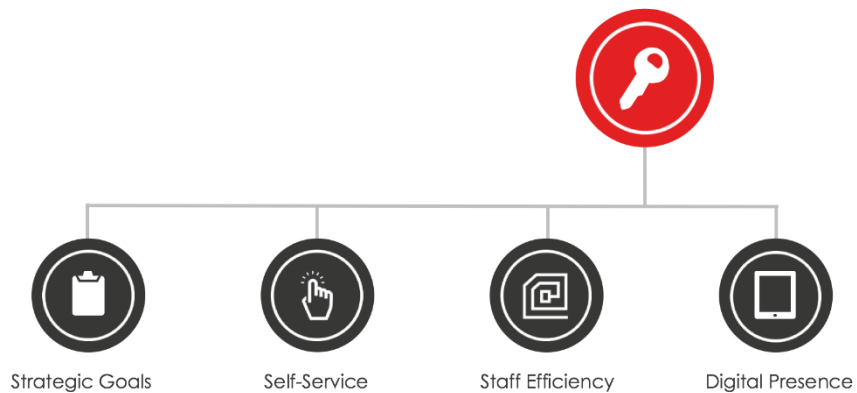 Strategic Goals
Self-Service
Staff Efficiency
Digital Presence